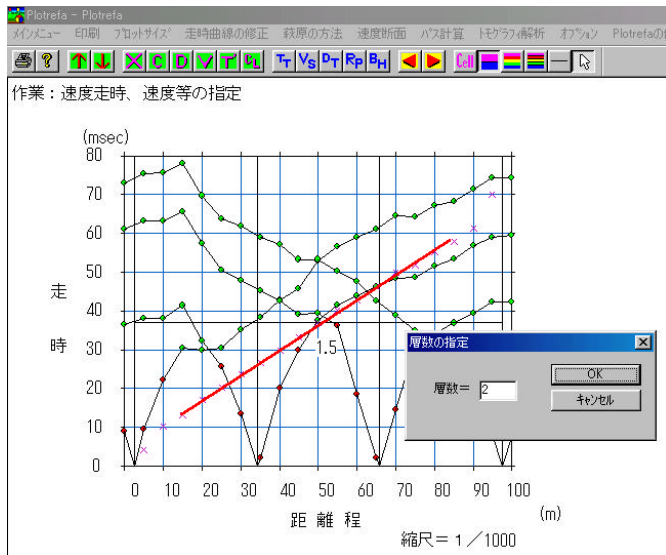 Plotrefa - Plotrefa
メインメニュー 印刷 プロットサイズ 走時曲線の修正 萩原の方法 速度断面 パス計算 トモグラフィ解析 オプション Plotrefaの
? X C D TT VS DT RP BH Cell
作業：速度走時、速度等の指定
(msec)
80
70
60
50
40
30
20
10
0
走時
1.5
0 10 20 30 40 50 60 70 80 90 100
(m)
距離程
縮尺＝１／1000
層数の指定
層数＝ 2
OK
キャンセル